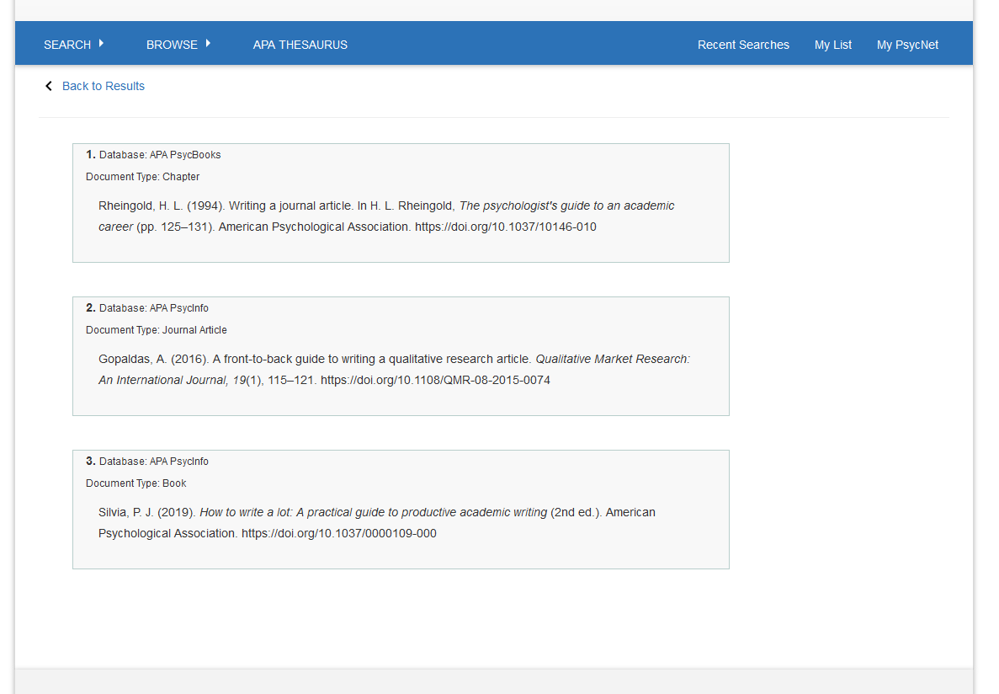 SEARCH BROWSE APA THESAURUS Recent Searches My List My PsycNet
Back to Results
1. Database: APA PsycBooks
Document Type: Chapter
Rheingold, H. L. (1994). Writing a journal article. In H. L. Rheingold, The psychologist's guide to an academic
career (pp. 125–131). American Psychological Association. https://doi.org/10.1037/10146-010
2. Database: APA PsycInfo
Document Type: Journal Article
Gopaldas, A. (2016). A front-to-back guide to writing a qualitative research article. Qualitative Market Research:
An International Journal, 19(1), 115–121. https://doi.org/10.1108/QMR-08-2015-0074
3. Database: APA PsycInfo
Document Type: Book
Silvia, P. J. (2019). How to write a lot: A practical guide to productive academic writing (2nd ed.). American
Psychological Association. https://doi.org/10.1037/0000109-000